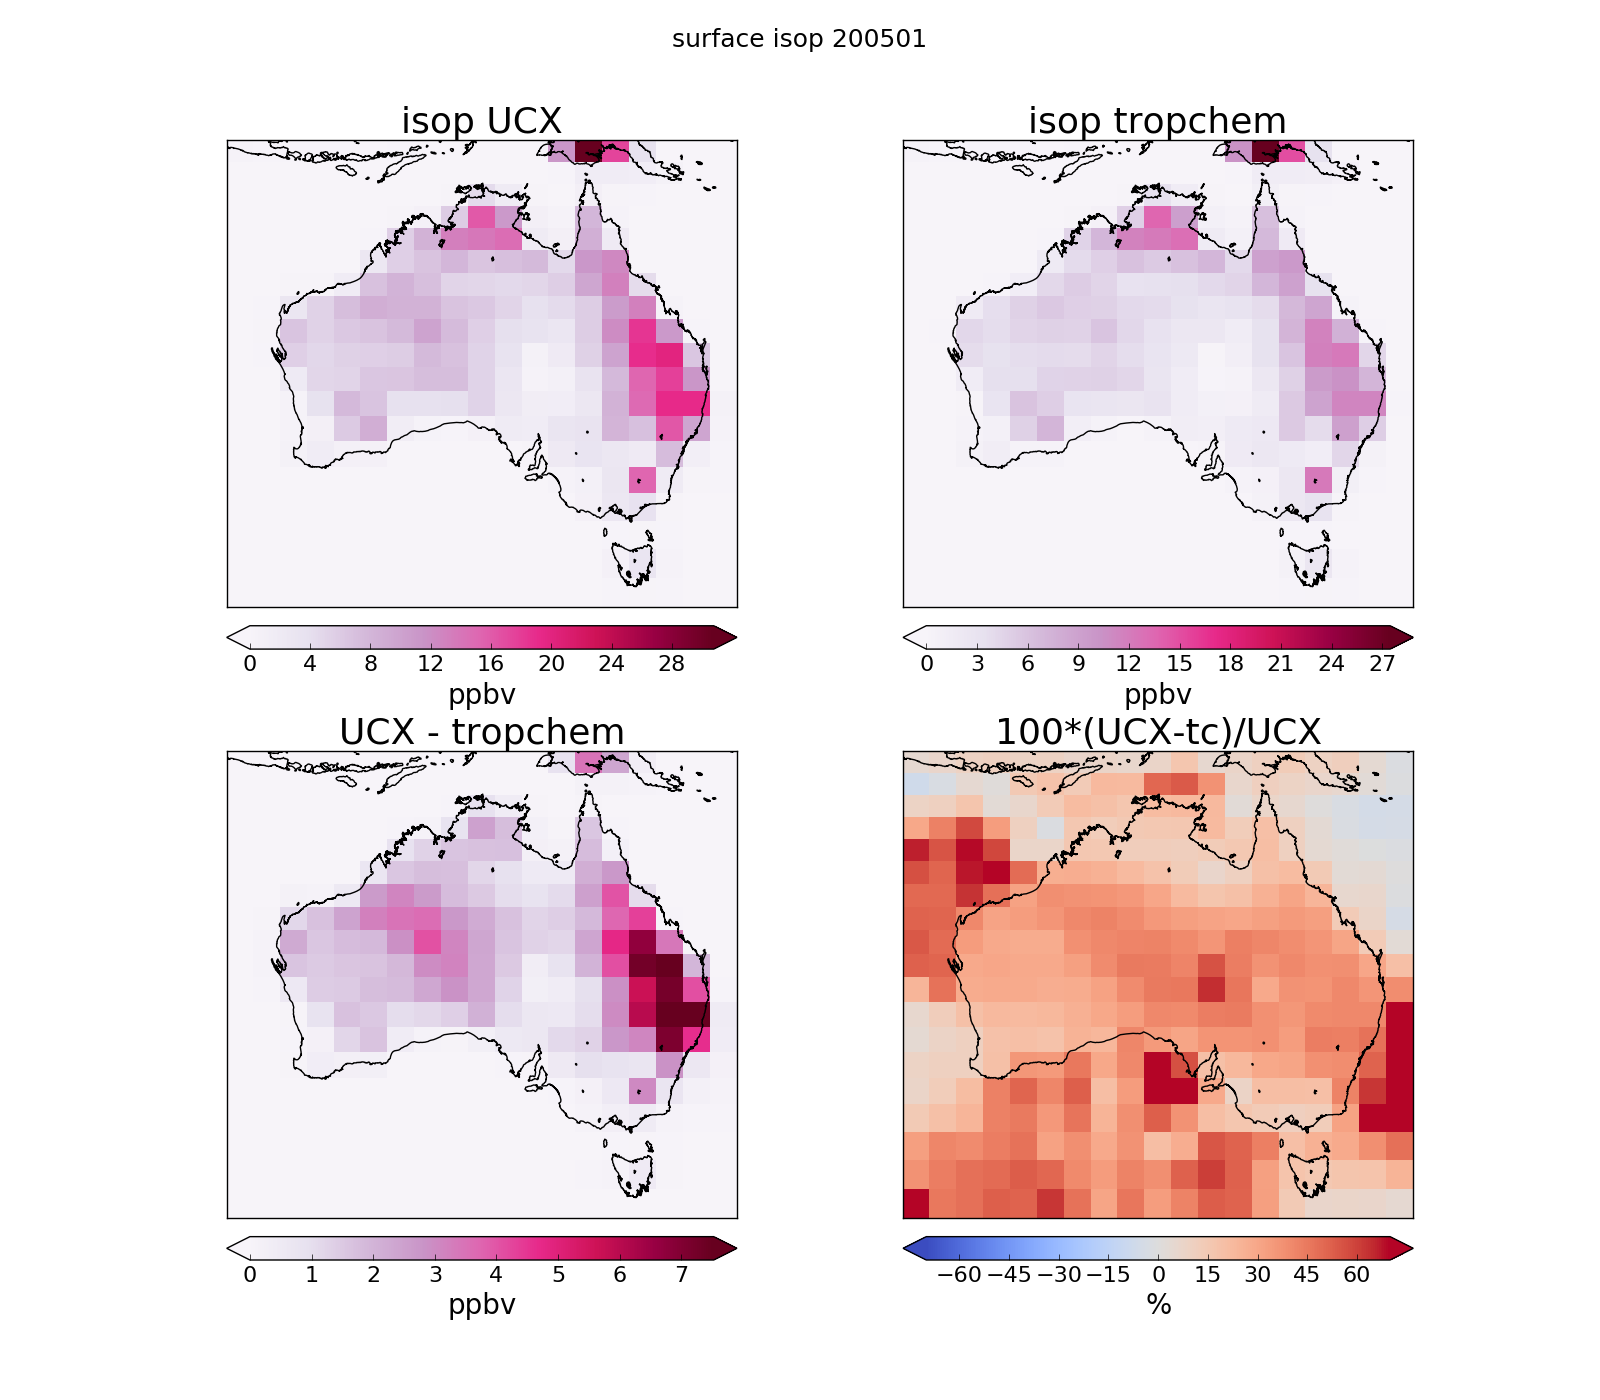 surface isop 200501
isop UCX
isop tropchem
0 4 8 12 16 20 24 28
ppbv
0 3 6 9 12 15 18 21 24 27
ppbv
UCX - tropchem
100*(UCX-tc)/UCX
0 1 2 3 4 5 6 7
ppbv
−60 −45 −30 −15 0 15 30 45 60
%